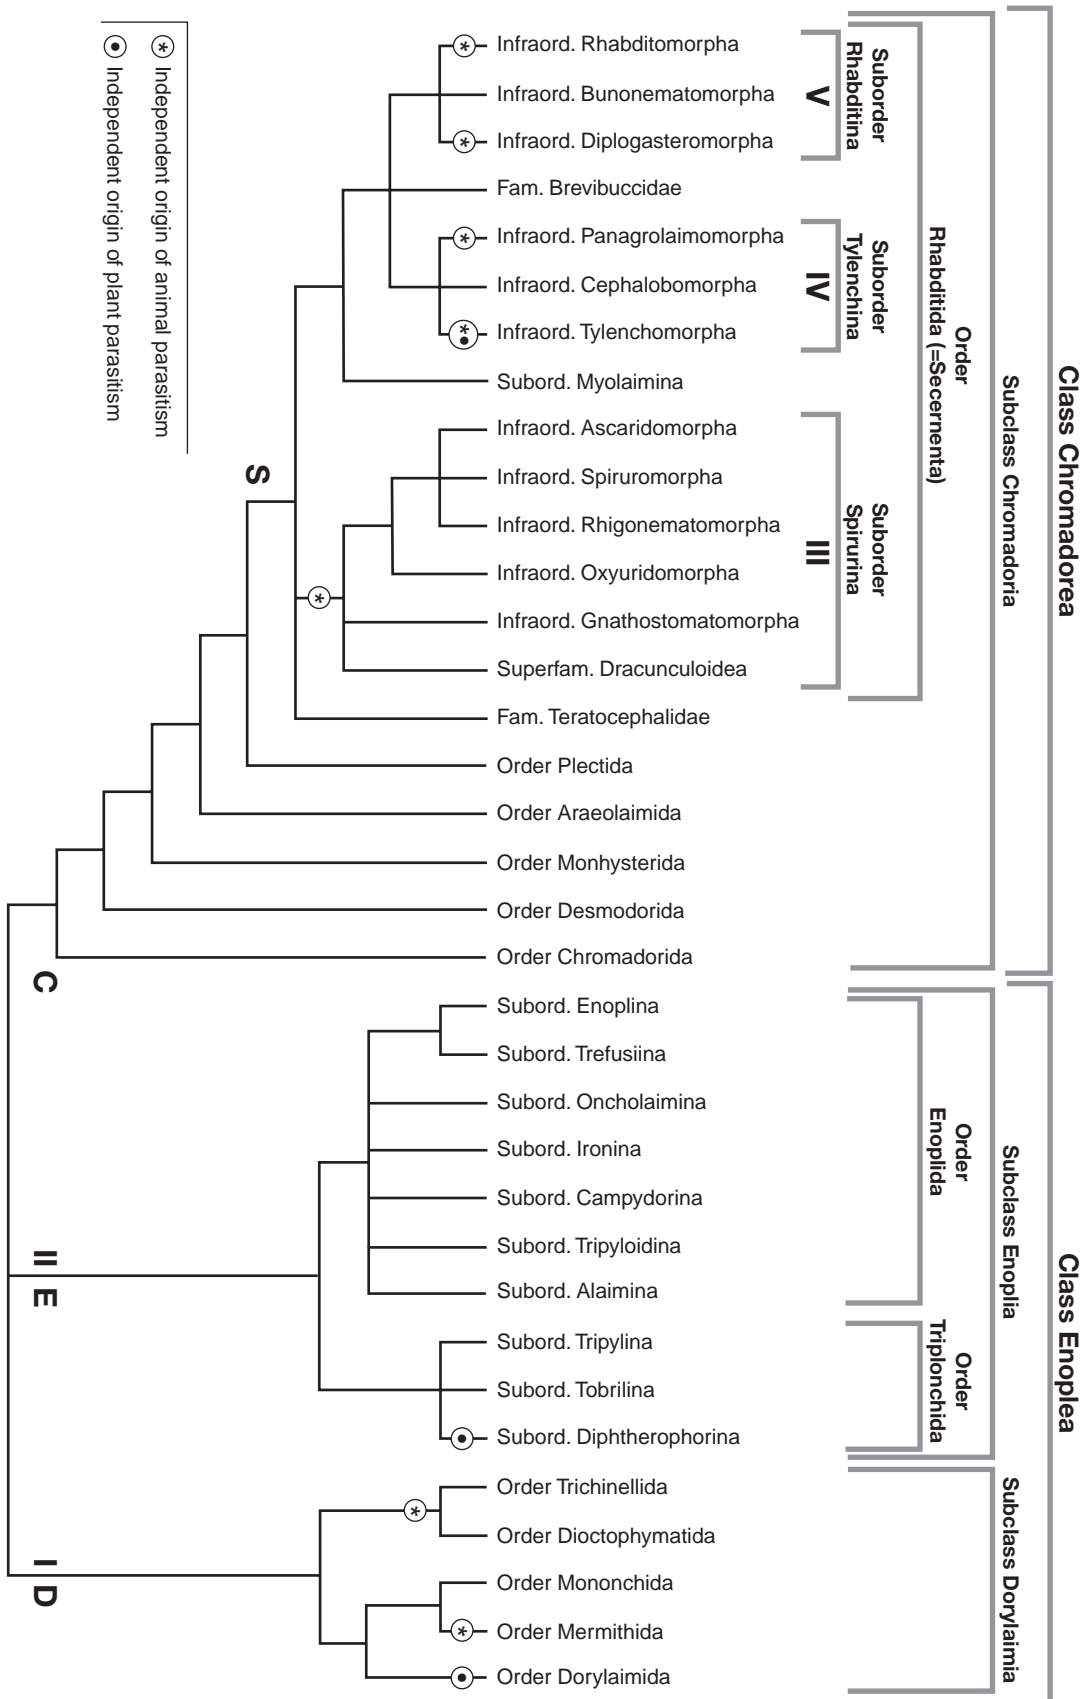 Class Chromadorea
Class Enoplea
Subclass Chromadoria
Subclass Enoplia
Subclass Dorylaimia
Order
Rhabditida (=Secernenta)
Order
Enoplida
Order
Triplonchida
Suborder
Rhabditina
V
Suborder
Tylenchina
IV
Suborder
Spirurina
III
Infraord. Rhabditomorpha
Infraord. Bunonematomorpha
Infraord. Diplogasteromorpha
Fam. Brevibuccidae
Infraord. Panagrolaimomorpha
Infraord. Cephalobomorpha
Infraord. Tylenchomorpha
Subord. Myolaimina
Infraord. Ascaridomorpha
Infraord. Spiruromorpha
Infraord. Rhigonematomorpha
Infraord. Oxyuridomorpha
Infraord. Gnathostomatomorpha
Superfam. Dracunculoidea
Fam. Teratocephalidae
Order Plectida
Order Araeolaimida
Order Monhysterida
Order Desmodorida
Order Chromadorida
Subord. Enoplina
Subord. Trefusiina
Subord. Oncholaimina
Subord. Ironina
Subord. Campydorina
Subord. Tripyloidina
Subord. Alaimina
Subord. Tripylina
Subord. Tobrilina
Subord. Diphtherophorina
Order Trichinellida
Order Dioctophymatida
Order Mononchida
Order Mermithida
Order Dorylaimida
S
C
II E
I D
* Independent origin of animal parasitism
• Independent origin of plant parasitism